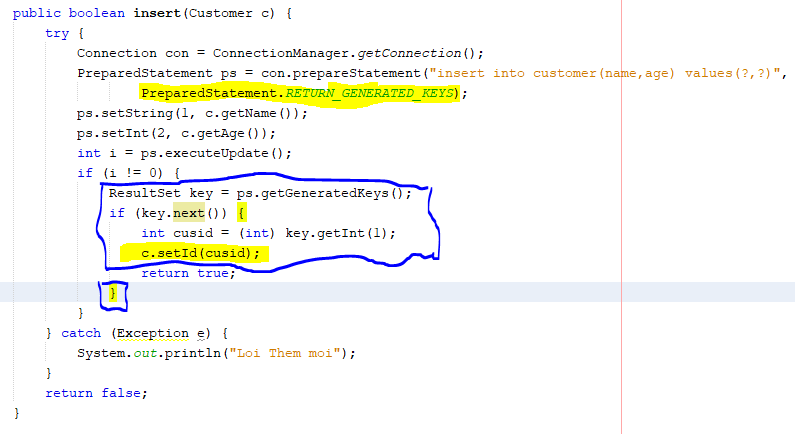 public boolean insert(Customer c) {
try {
Connection con = ConnectionManager.getConnection();
PreparedStatement ps = con.prepareStatement("insert into customer(name,age) values(?,?)",
PreparedStatement.RETURN_GENERATED_KEYS);
ps.setString(1, c.getName());
ps.setInt(2, c.getAge());
int i = ps.executeUpdate();
if (i != 0) {
ResultSet key = ps.getGeneratedKeys();
if (key.next()) {
int cusid = (int) key.getInt(1);
c.setId(cusid);
return true;
}
}
} catch (Exception e) {
System.out.println("Loi Them moi");
}
return false;
}